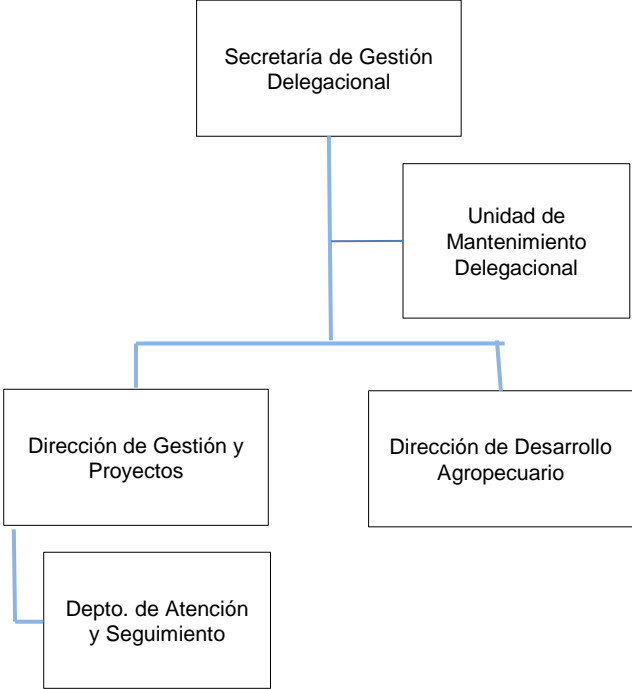 Secretaría de Gestión
Delegacional
Unidad de
Mantenimiento
Delegacional
Dirección de Gestión y
Proyectos
Dirección de Desarrollo
Agropecuario
Depto. de Atención
y Seguimiento